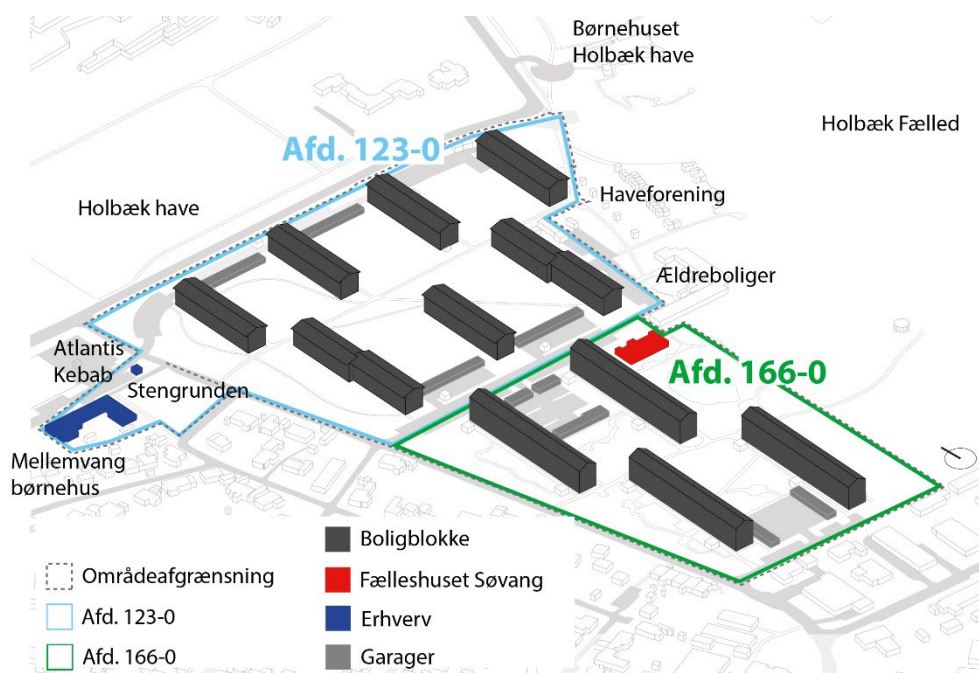 Børnehuset
Holbæk have
Holbæk Fælled
Afd. 123-0
Haveforening
Holbæk have
Ældreboliger
Atlantis
Kebab
Stengrunden
Afd. 166-0
Mellemvang
børnehus
Områdeafgrænsning
Afd. 123-0
Afd. 166-0
Boligblokke
Fælleshuset Søvang
Erhverv
Garager